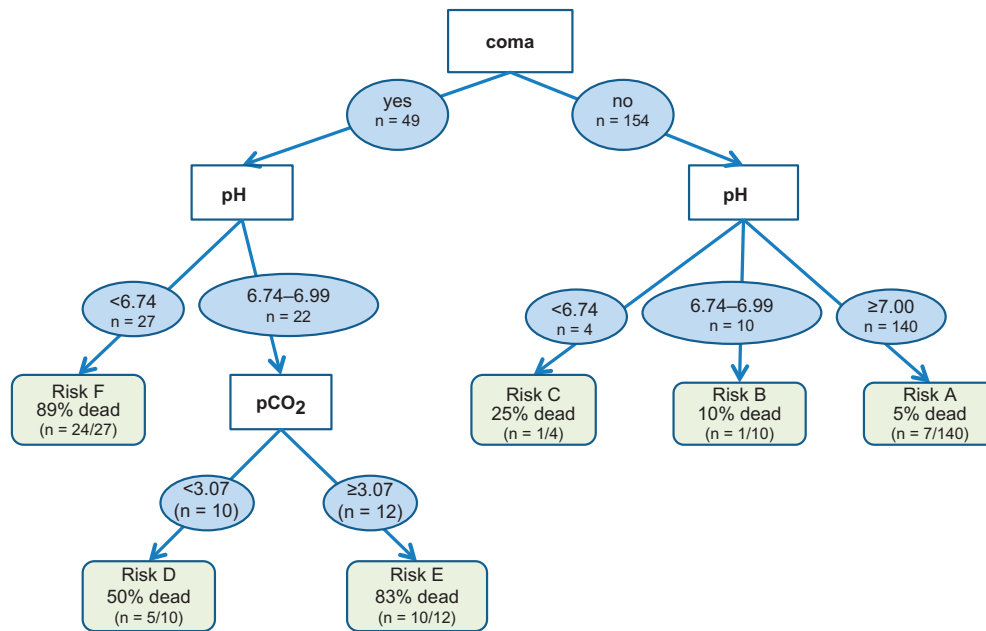 coma
yes
n = 49
no
n = 154
pH
pH
<6.74
n = 27
6.74–6.99
n = 22
<6.74
n = 4
6.74–6.99
n = 10
≥7.00
n = 140
Risk F
89% dead
(n = 24/27)
pCO₂
Risk C
25% dead
(n = 1/4)
Risk B
10% dead
(n = 1/10)
Risk A
5% dead
(n = 7/140)
<3.07
(n = 10)
≥3.07
(n = 12)
Risk D
50% dead
(n = 5/10)
Risk E
83% dead
(n = 10/12)